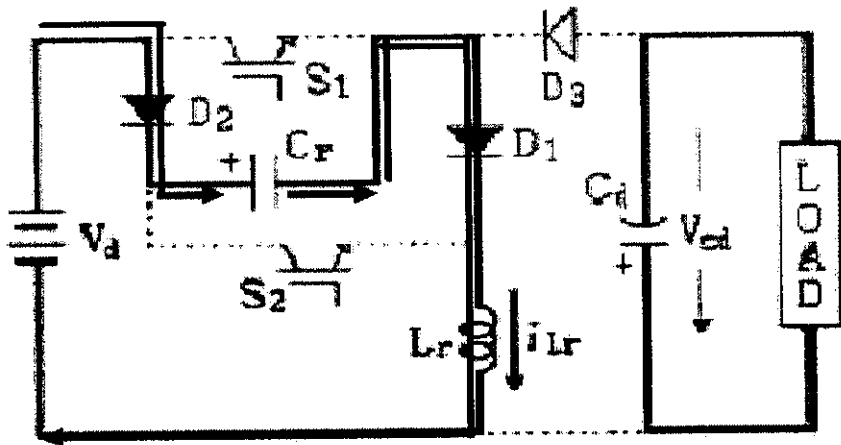 S1
D3
D2
+
Cr
D1
Cd
Vd
Vcd
LOAD
+
S2
Lr
iLr